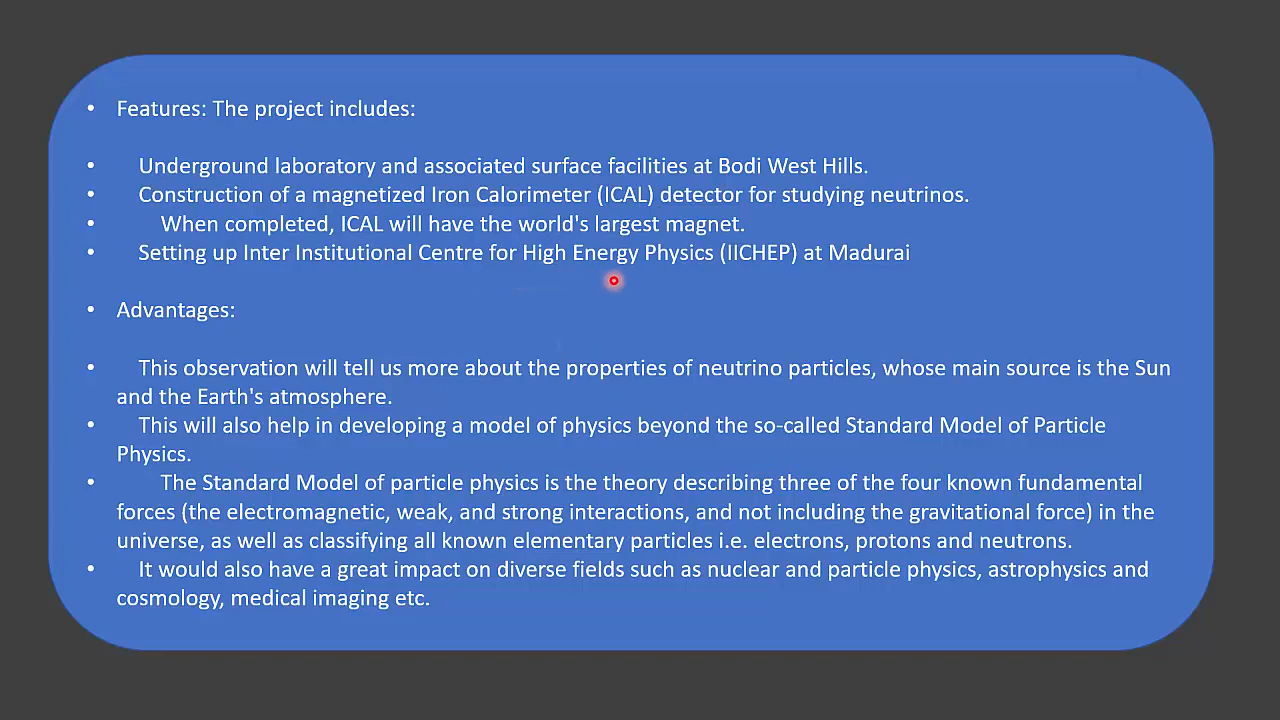 • Features: The project includes:
• Underground laboratory and associated surface facilities at Bodi West Hills.
• Construction of a magnetized Iron Calorimeter (ICAL) detector for studying neutrinos.
• When completed, ICAL will have the world's largest magnet.
• Setting up Inter Institutional Centre for High Energy Physics (IICHEP) at Madurai
• Advantages:
• This observation will tell us more about the properties of neutrino particles, whose main source is the Sun
and the Earth's atmosphere.
• This will also help in developing a model of physics beyond the so-called Standard Model of Particle
Physics.
• The Standard Model of particle physics is the theory describing three of the four known fundamental
forces (the electromagnetic, weak, and strong interactions, and not including the gravitational force) in the
universe, as well as classifying all known elementary particles i.e. electrons, protons and neutrons.
• It would also have a great impact on diverse fields such as nuclear and particle physics, astrophysics and
cosmology, medical imaging etc.